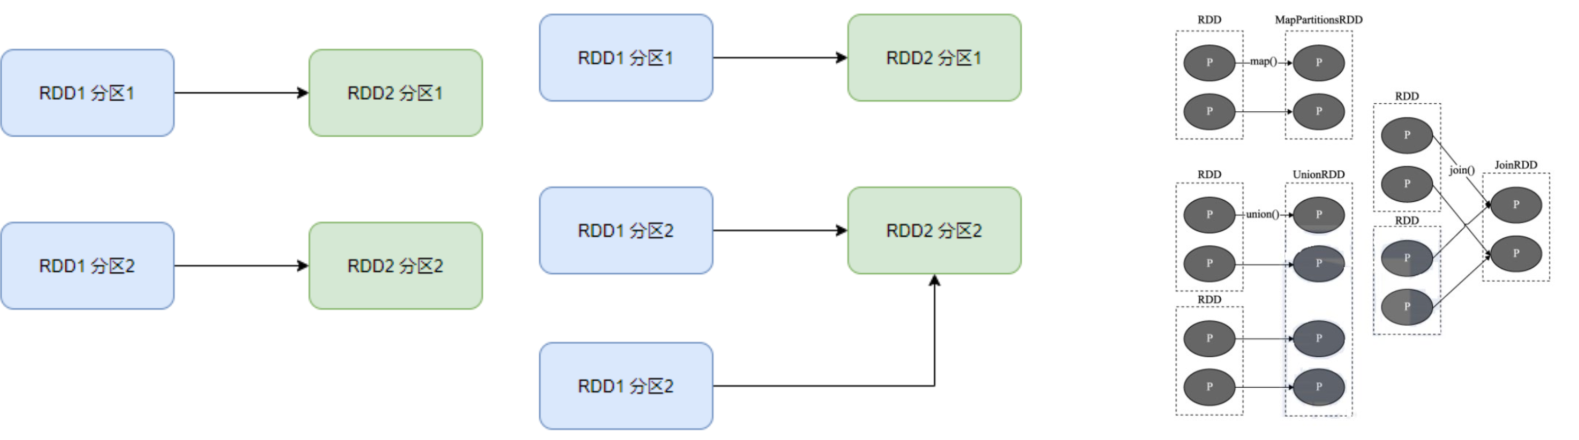 RDD1 分区1
RDD2 分区1
RDD1 分区2
RDD2 分区2
RDD1 分区1
RDD2 分区1
RDD1 分区2
RDD2 分区2
RDD1 分区2
RDD
MapPartitionsRDD
P
map()
P
P
P
RDD
UnionRDD
P
union()
P
P
P
RDD
P
P
P
P
RDD
P
P
join()
JoinRDD
RDD
P
P
P
P